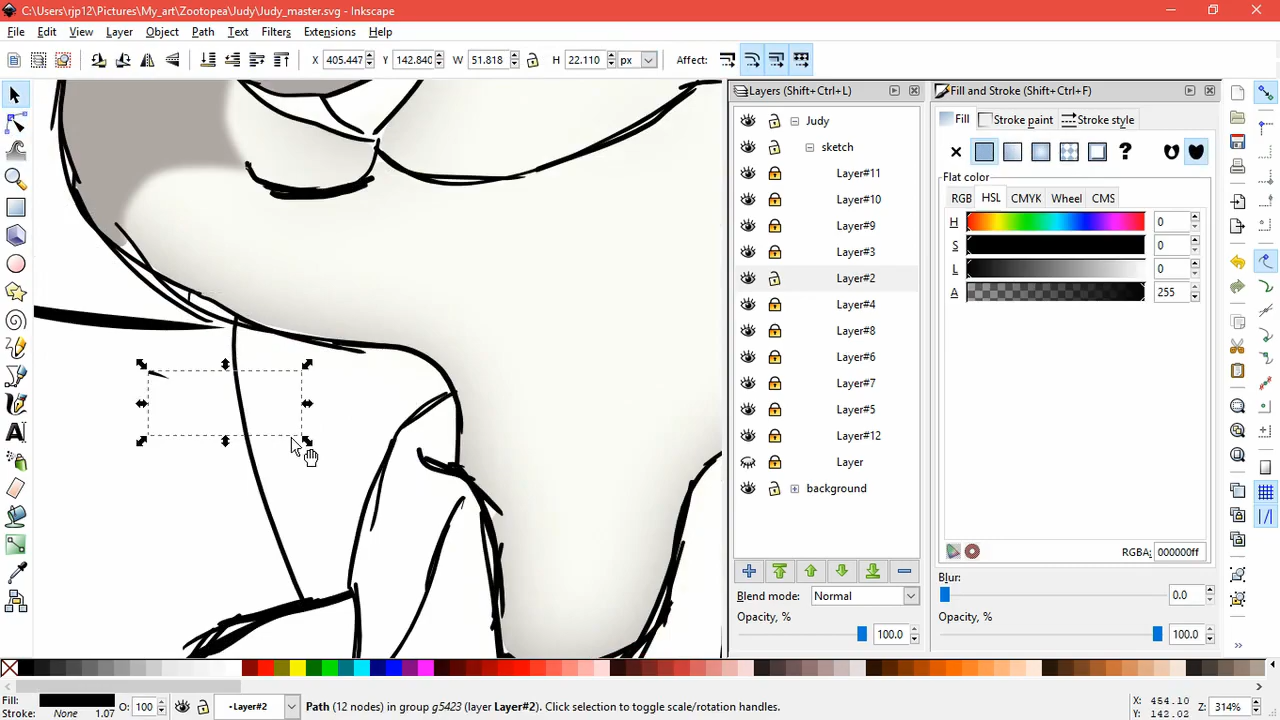 C:\Users\rjp12\Pictures\My_art\Zootopea\Judy\Judy_master.svg - Inkscape
File Edit View Layer Object Path Text Filters Extensions Help
X 405.447 Y 142.840 W 51.818 H 22.110 px Affect:
Layers (Shift+Ctrl+L) Fill and Stroke (Shift+Ctrl+F)
Judy
sketch
Layer#11
Layer#10
Layer#9
Layer#3
Layer#2
Layer#4
Layer#8
Layer#6
Layer#7
Layer#5
Layer#12
Layer
background
Blend mode: Normal
Opacity, %
100.0
Fill Stroke paint Stroke style
?
Flat color
RGB HSL CMYK Wheel CMS
H 0
S 0
L 0
A 255
RGBA: 000000ff
Blur:
0.0
Opacity, %
100.0
Fill:
Stroke: None 1.07
O: 100
·Layer#2
Path (12 nodes) in group g5423 (layer Layer#2). Click selection to toggle scale/rotation handles.
X: 454.10
Y: 142.02
Z: 314%